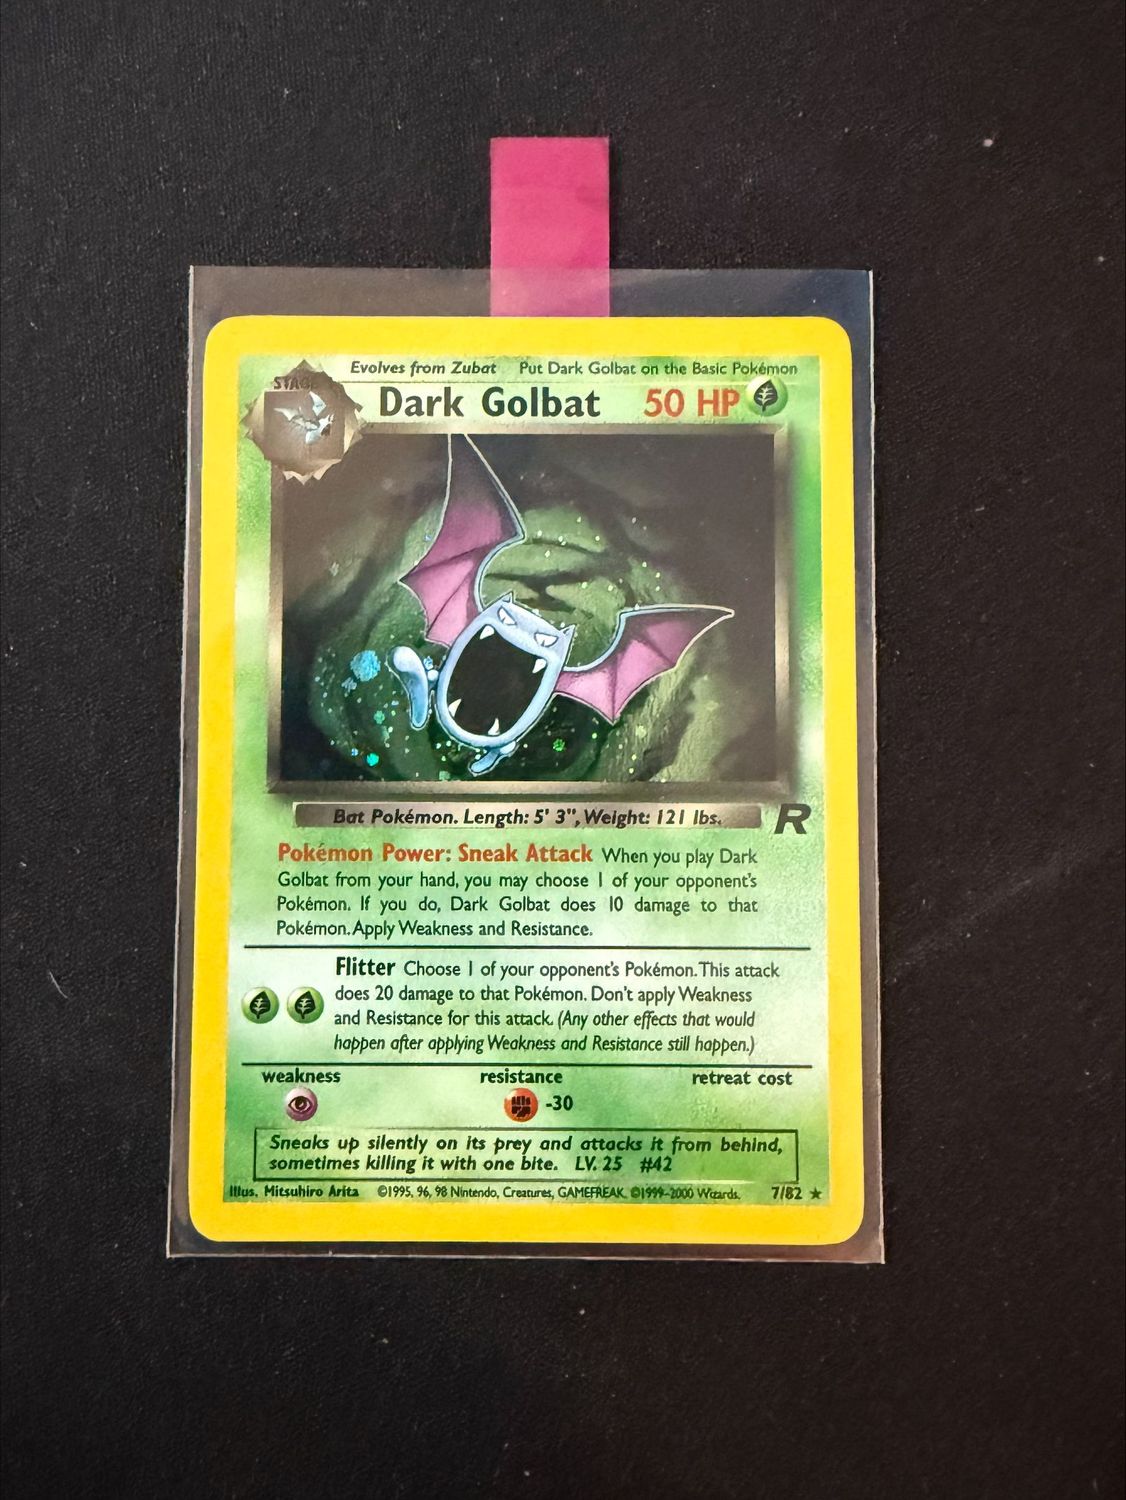 Evolves from Zubat Put Dark Golbat on the Basic Pokémon
STAGE
Dark Golbat 50 HP
Bat Pokémon. Length: 5' 3", Weight: 121 lbs.
R
Pokémon Power: Sneak Attack When you play Dark
Golbat from your hand, you may choose 1 of your opponent's
Pokémon. If you do, Dark Golbat does 10 damage to that
Pokémon. Apply Weakness and Resistance.
Flitter Choose 1 of your opponent's Pokémon. This attack
does 20 damage to that Pokémon. Don't apply Weakness
and Resistance for this attack. (Any other effects that would
happen after applying Weakness and Resistance still happen.)
weakness resistance retreat cost
-30
Sneaks up silently on its prey and attacks it from behind,
sometimes killing it with one bite. LV. 25 #42
Illus. Mitsuhiro Arita ©1995, 96, 98 Nintendo, Creatures, GAMEFREAK. ©1999-2000 Wizards. 7/82 ★